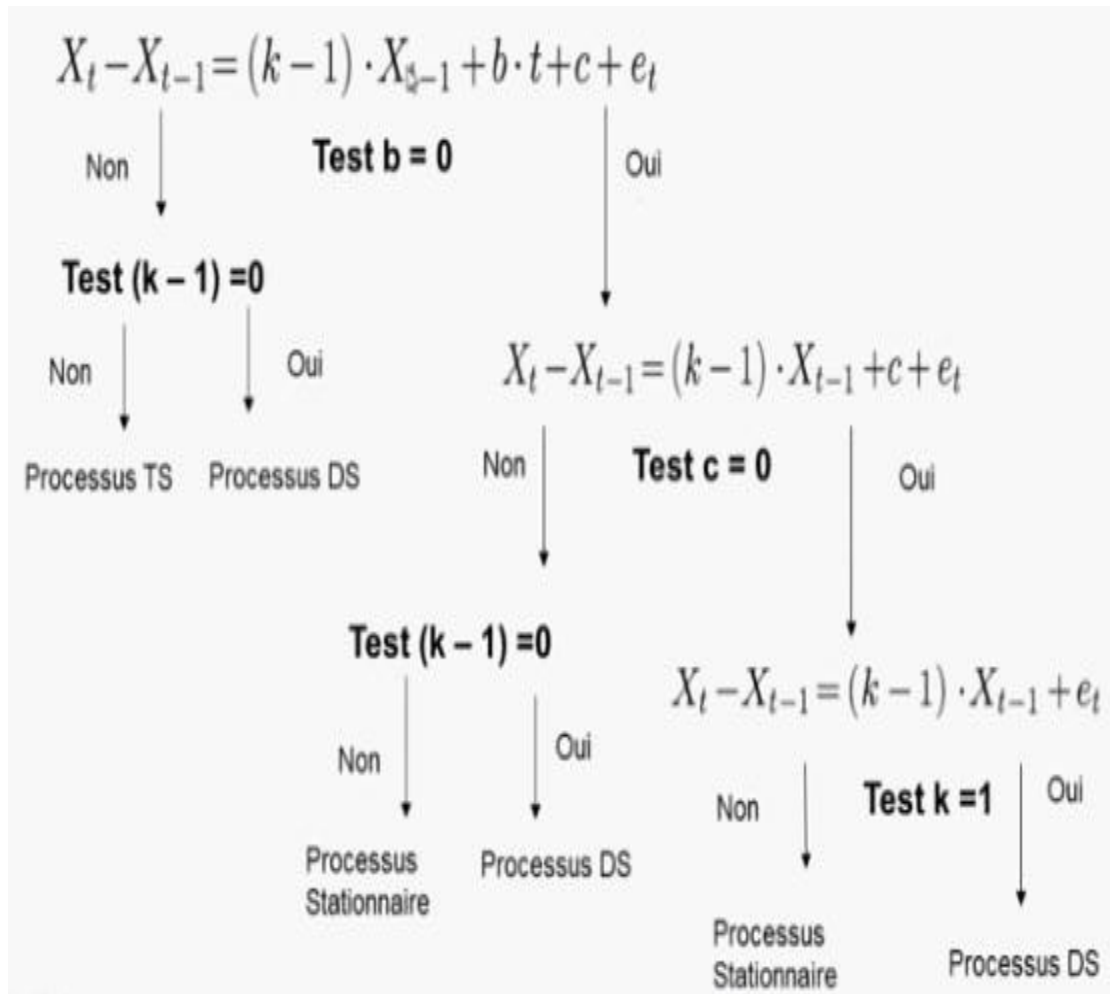 X_t − X_{t−1} = (k − 1) · X_{t−1} + b · t + c + e_t
Non Test b = 0 Oui
Test (k – 1) =0
Non Oui
X_t − X_{t−1} = (k − 1) · X_{t−1} + c + e_t
Processus TS Processus DS
Non Test c = 0 Oui
Test (k – 1) =0
X_t − X_{t−1} = (k − 1) · X_{t−1} + e_t
Non Oui
Non Test k =1 Oui
Processus
Stationnaire
Processus DS
Processus
Stationnaire
Processus DS